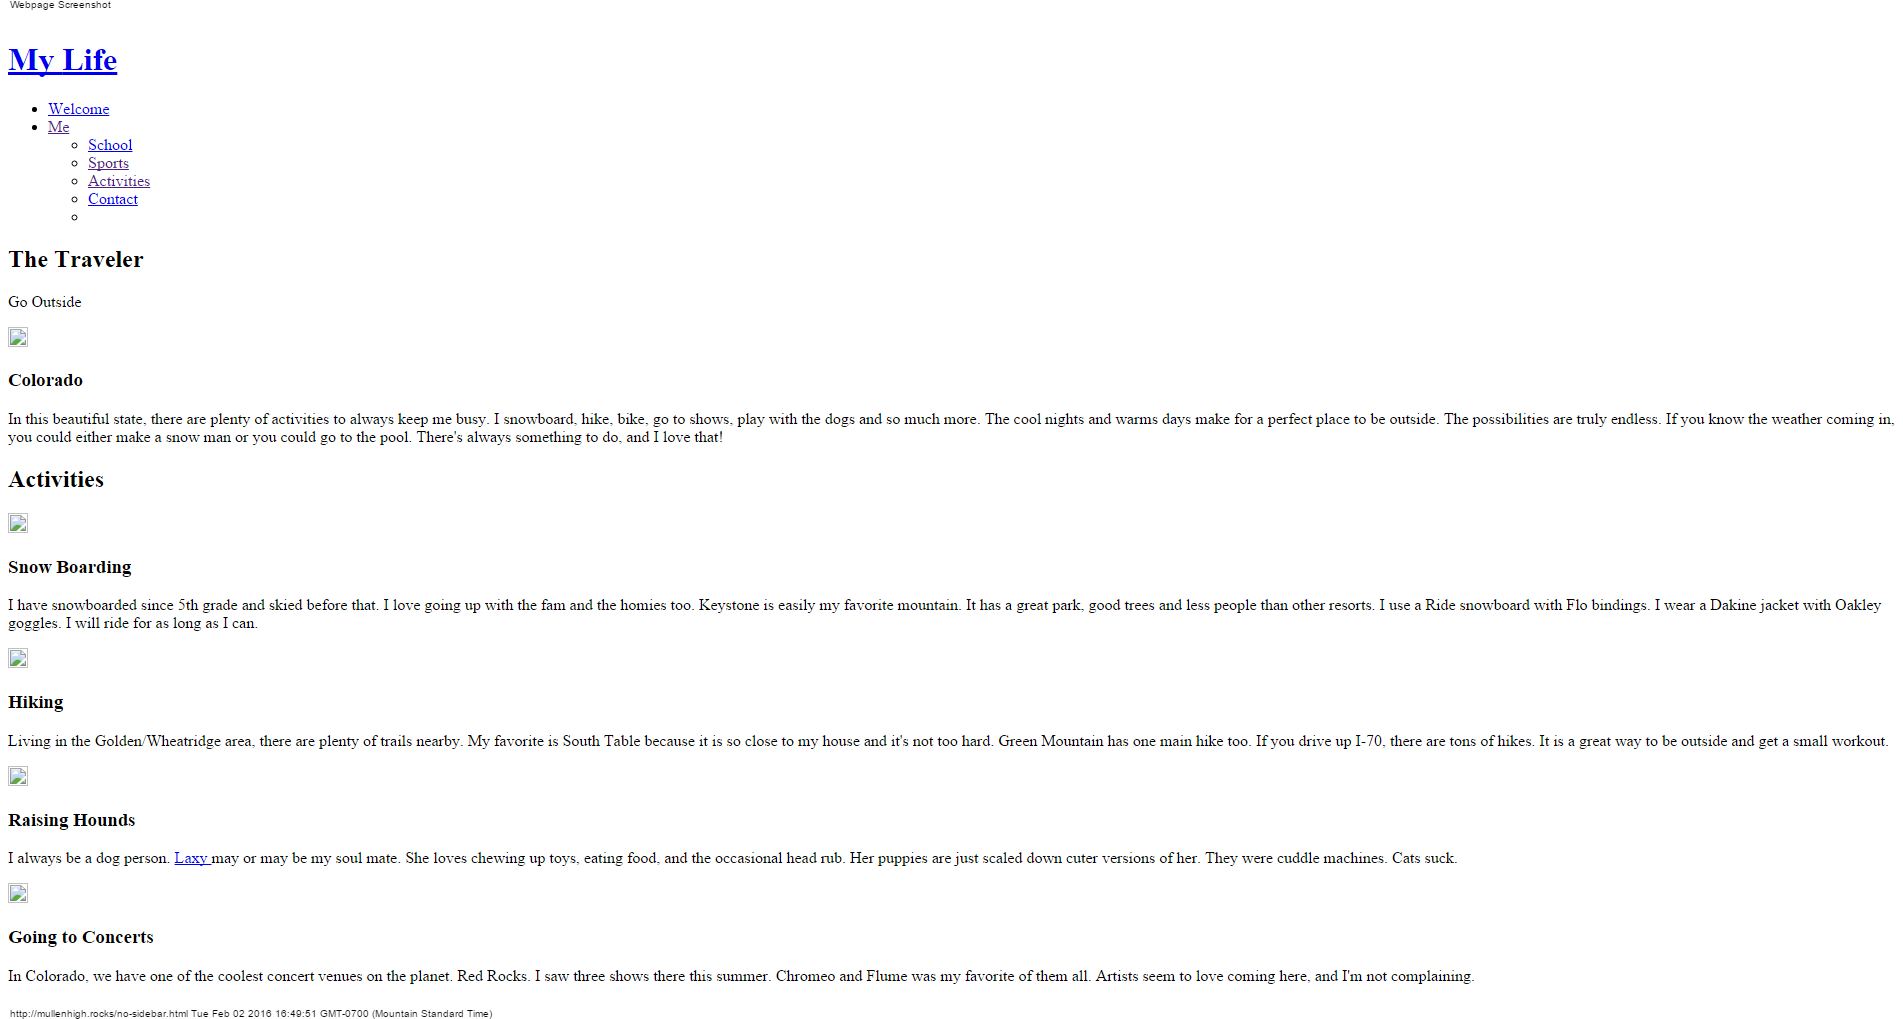 Webpage Screenshot
My Life
Welcome
Me
School
Sports
Activities
Contact
The Traveler
Go Outside
Colorado
In this beautiful state, there are plenty of activities to always keep me busy. I snowboard, hike, bike, go to shows, play with the dogs and so much more. The cool nights and warms days make for a perfect place to be outside. The possibilities are truly endless. If you know the weather coming in,
you could either make a snow man or you could go to the pool. There's always something to do, and I love that!
Activities
Snow Boarding
I have snowboarded since 5th grade and skied before that. I love going up with the fam and the homies too. Keystone is easily my favorite mountain. It has a great park, good trees and less people than other resorts. I use a Ride snowboard with Flo bindings. I wear a Dakine jacket with Oakley
goggles. I will ride for as long as I can.
Hiking
Living in the Golden/Wheatridge area, there are plenty of trails nearby. My favorite is South Table because it is so close to my house and it's not too hard. Green Mountain has one main hike too. If you drive up I-70, there are tons of hikes. It is a great way to be outside and get a small workout.
Raising Hounds
I always be a dog person. Laxy may or may be my soul mate. She loves chewing up toys, eating food, and the occasional head rub. Her puppies are just scaled down cuter versions of her. They were cuddle machines. Cats suck.
Going to Concerts
In Colorado, we have one of the coolest concert venues on the planet. Red Rocks. I saw three shows there this summer. Chromeo and Flume was my favorite of them all. Artists seem to love coming here, and I'm not complaining.
http://mullenhigh.rocks/no-sidebar.html Tue Feb 02 2016 16:49:51 GMT-0700 (Mountain Standard Time)